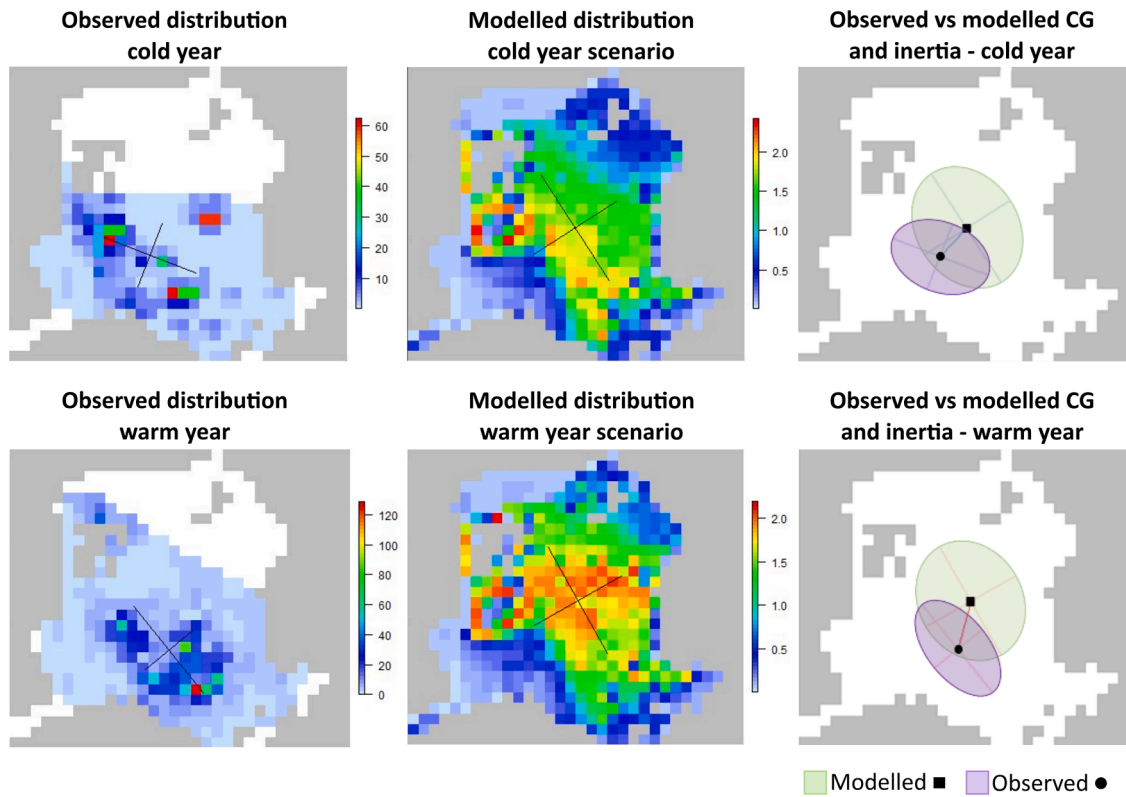 Observed distribution
cold year
Modelled distribution
cold year scenario
Observed vs modelled CG
and inertia - cold year
60
50
40
30
20
10
2.0
1.5
1.0
0.5
Observed distribution
warm year
Modelled distribution
warm year scenario
Observed vs modelled CG
and inertia - warm year
120
100
80
60
40
20
0
2.0
1.5
1.0
0.5
Modelled
Observed